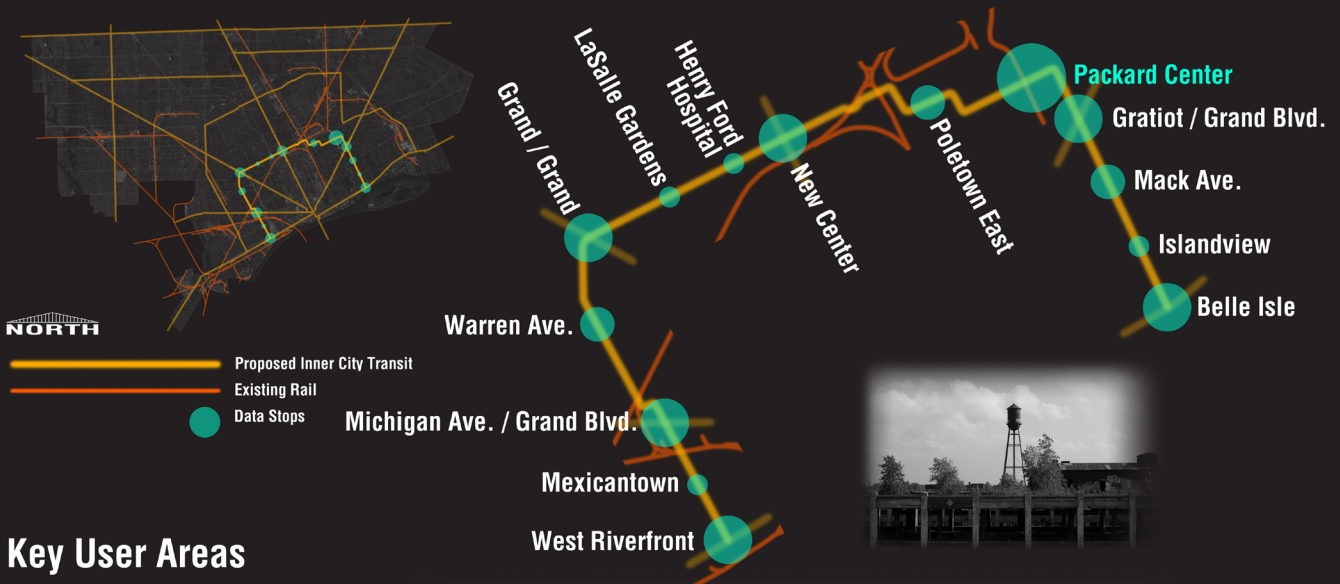 Grand / Grand
LaSalle Gardens
Henry Ford
Hospital
New Center
Poletown East
Packard Center
Gratiot / Grand Blvd.
Mack Ave.
Islandview
Belle Isle
Warren Ave.
Michigan Ave. / Grand Blvd.
Mexicantown
West Riverfront
NORTH
Proposed Inner City Transit
Existing Rail
Data Stops
Key User Areas